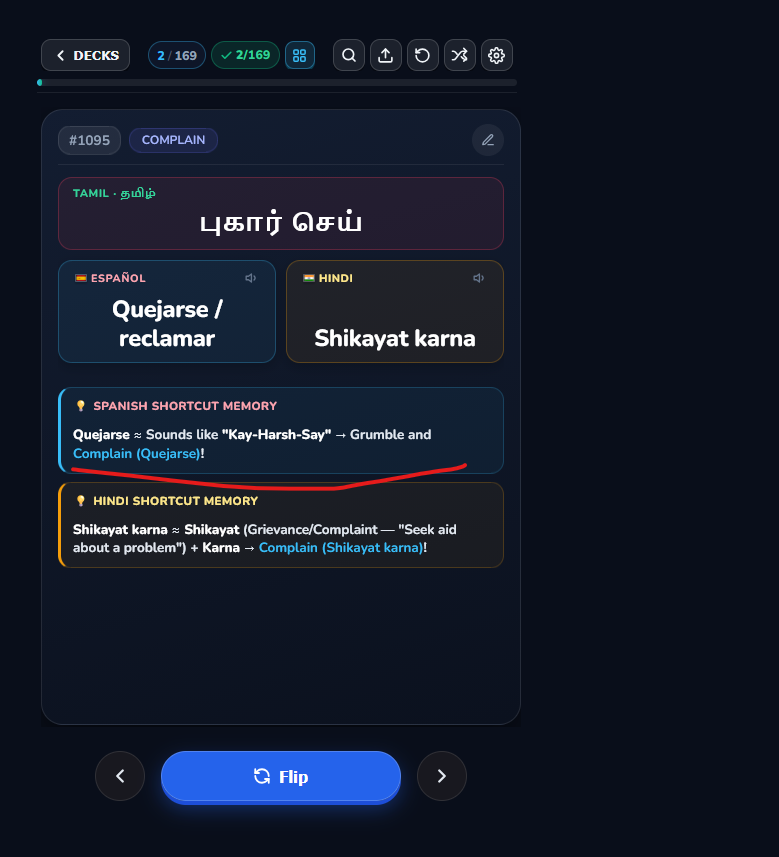 DECKS
2 / 169
2/169
#1095
COMPLAIN
TAMIL · தமிழ்
புகார் செய்
ESPAÑOL
Quejarse /
reclamar
HINDI
Shikayat karna
SPANISH SHORTCUT MEMORY
Quejarse ≈ Sounds like "Kay-Harsh-Say" → Grumble and
Complain (Quejarse)!
HINDI SHORTCUT MEMORY
Shikayat karna ≈ Shikayat (Grievance/Complaint — "Seek aid
about a problem") + Karna → Complain (Shikayat karna)!
Flip